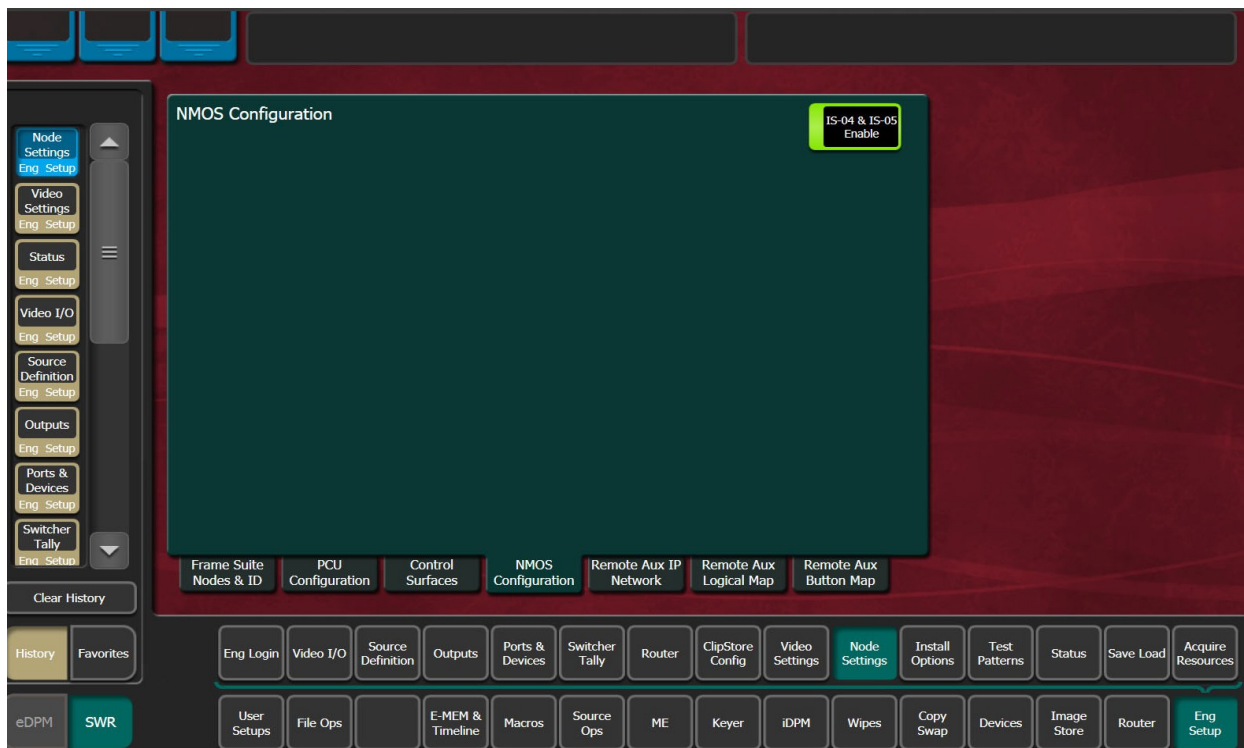 NMOS Configuration
IS-04 & IS-05
Enable
Node
Settings
Eng Setup
Video
Settings
Eng Setup
Status
Eng Setup
Video I/O
Eng Setup
Source
Definition
Eng Setup
Outputs
Eng Setup
Ports &
Devices
Eng Setup
Switcher
Tally
Eng Setup
Clear History
History
Favorites
eDPM
SWR
Frame Suite
Nodes & ID
PCU
Configuration
Control
Surfaces
NMOS
Configuration
Remote Aux IP
Network
Remote Aux
Logical Map
Remote Aux
Button Map
Eng Login
Video I/O
Source
Definition
Outputs
Ports &
Devices
Switcher
Tally
Router
ClipStore
Config
Video
Settings
Node
Settings
Install
Options
Test
Patterns
Status
Save Load
Acquire
Resources
User
Setups
File Ops
E-MEM &
Timeline
Macros
Source
Ops
ME
Keyer
iDPM
Wipes
Copy
Swap
Devices
Image
Store
Router
Eng
Setup